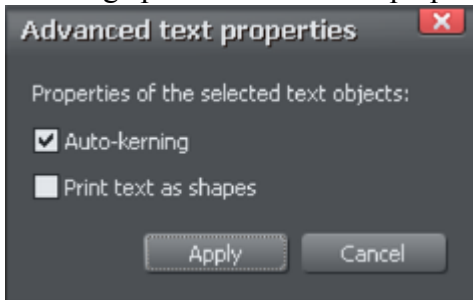 Advanced text properties
Properties of the selected text objects:
Auto-kerning
Print text as shapes
Apply Cancel